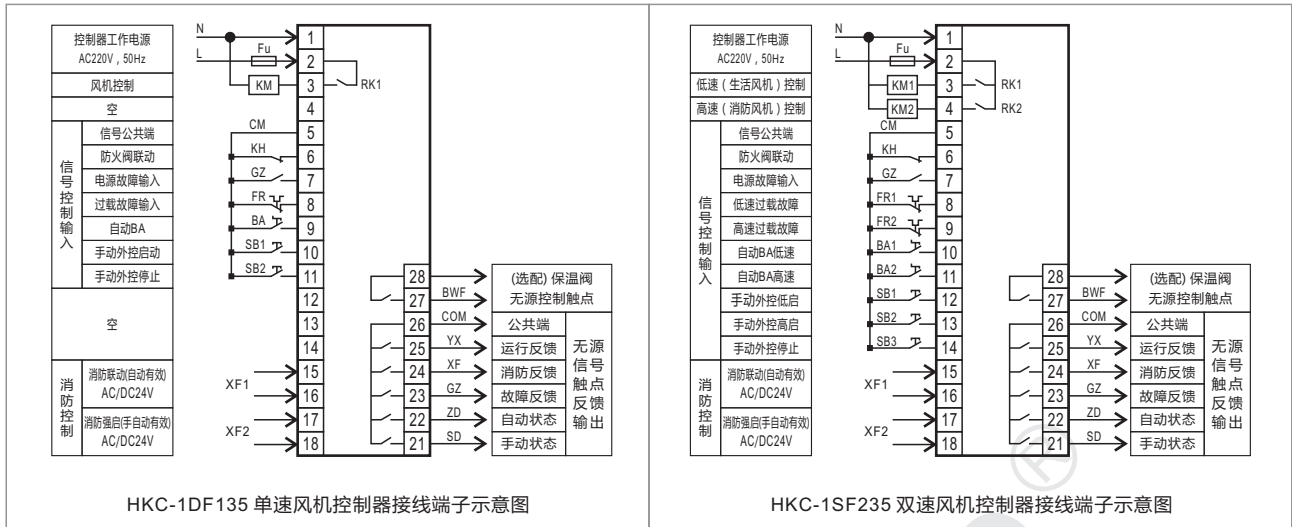 控制器工作电源
AC220V，50Hz
风机控制
空
信号控制输入
信号公共端
防火阀联动
电源故障输入
过载故障输入
自动BA
手动外控启动
手动外控停止
空
消防控制
消防联动(自动有效)
AC/DC24V
消防强启(手自动有效)
AC/DC24V
N
L
Fu
KM
CM
KH
GZ
FR
BA
SB1
SB2
XF1
XF2
1
2
3
4
5
6
7
8
9
10
11
12
13
14
15
16
17
18
RK1
28
27
26
25
24
23
22
21
BWF
COM
YX
XF
GZ
ZD
SD
(选配) 保温阀
无源控制触点
公共端
运行反馈
消防反馈
故障反馈
自动状态
手动状态
无源
信号
触点
反馈
输出
HKC-1DF135 单速风机控制器接线端子示意图
控制器工作电源
AC220V，50Hz
低速（生活风机）控制
高速（消防风机）控制
信号控制输入
信号公共端
防火阀联动
电源故障输入
低速过载故障
高速过载故障
自动BA低速
自动BA高速
手动外控低启
手动外控高启
手动外控停止
消防控制
消防联动(自动有效)
AC/DC24V
消防强启(手自动有效)
AC/DC24V
N
L
Fu
KM1
KM2
CM
KH
GZ
FR1
FR2
BA1
BA2
SB1
SB2
SB3
XF1
XF2
1
2
3
4
5
6
7
8
9
10
11
12
13
14
15
16
17
18
RK1
RK2
28
27
26
25
24
23
22
21
BWF
COM
YX
XF
GZ
ZD
SD
(选配) 保温阀
无源控制触点
公共端
运行反馈
消防反馈
故障反馈
自动状态
手动状态
无源
信号
触点
反馈
输出
®
HKC-1SF235 双速风机控制器接线端子示意图